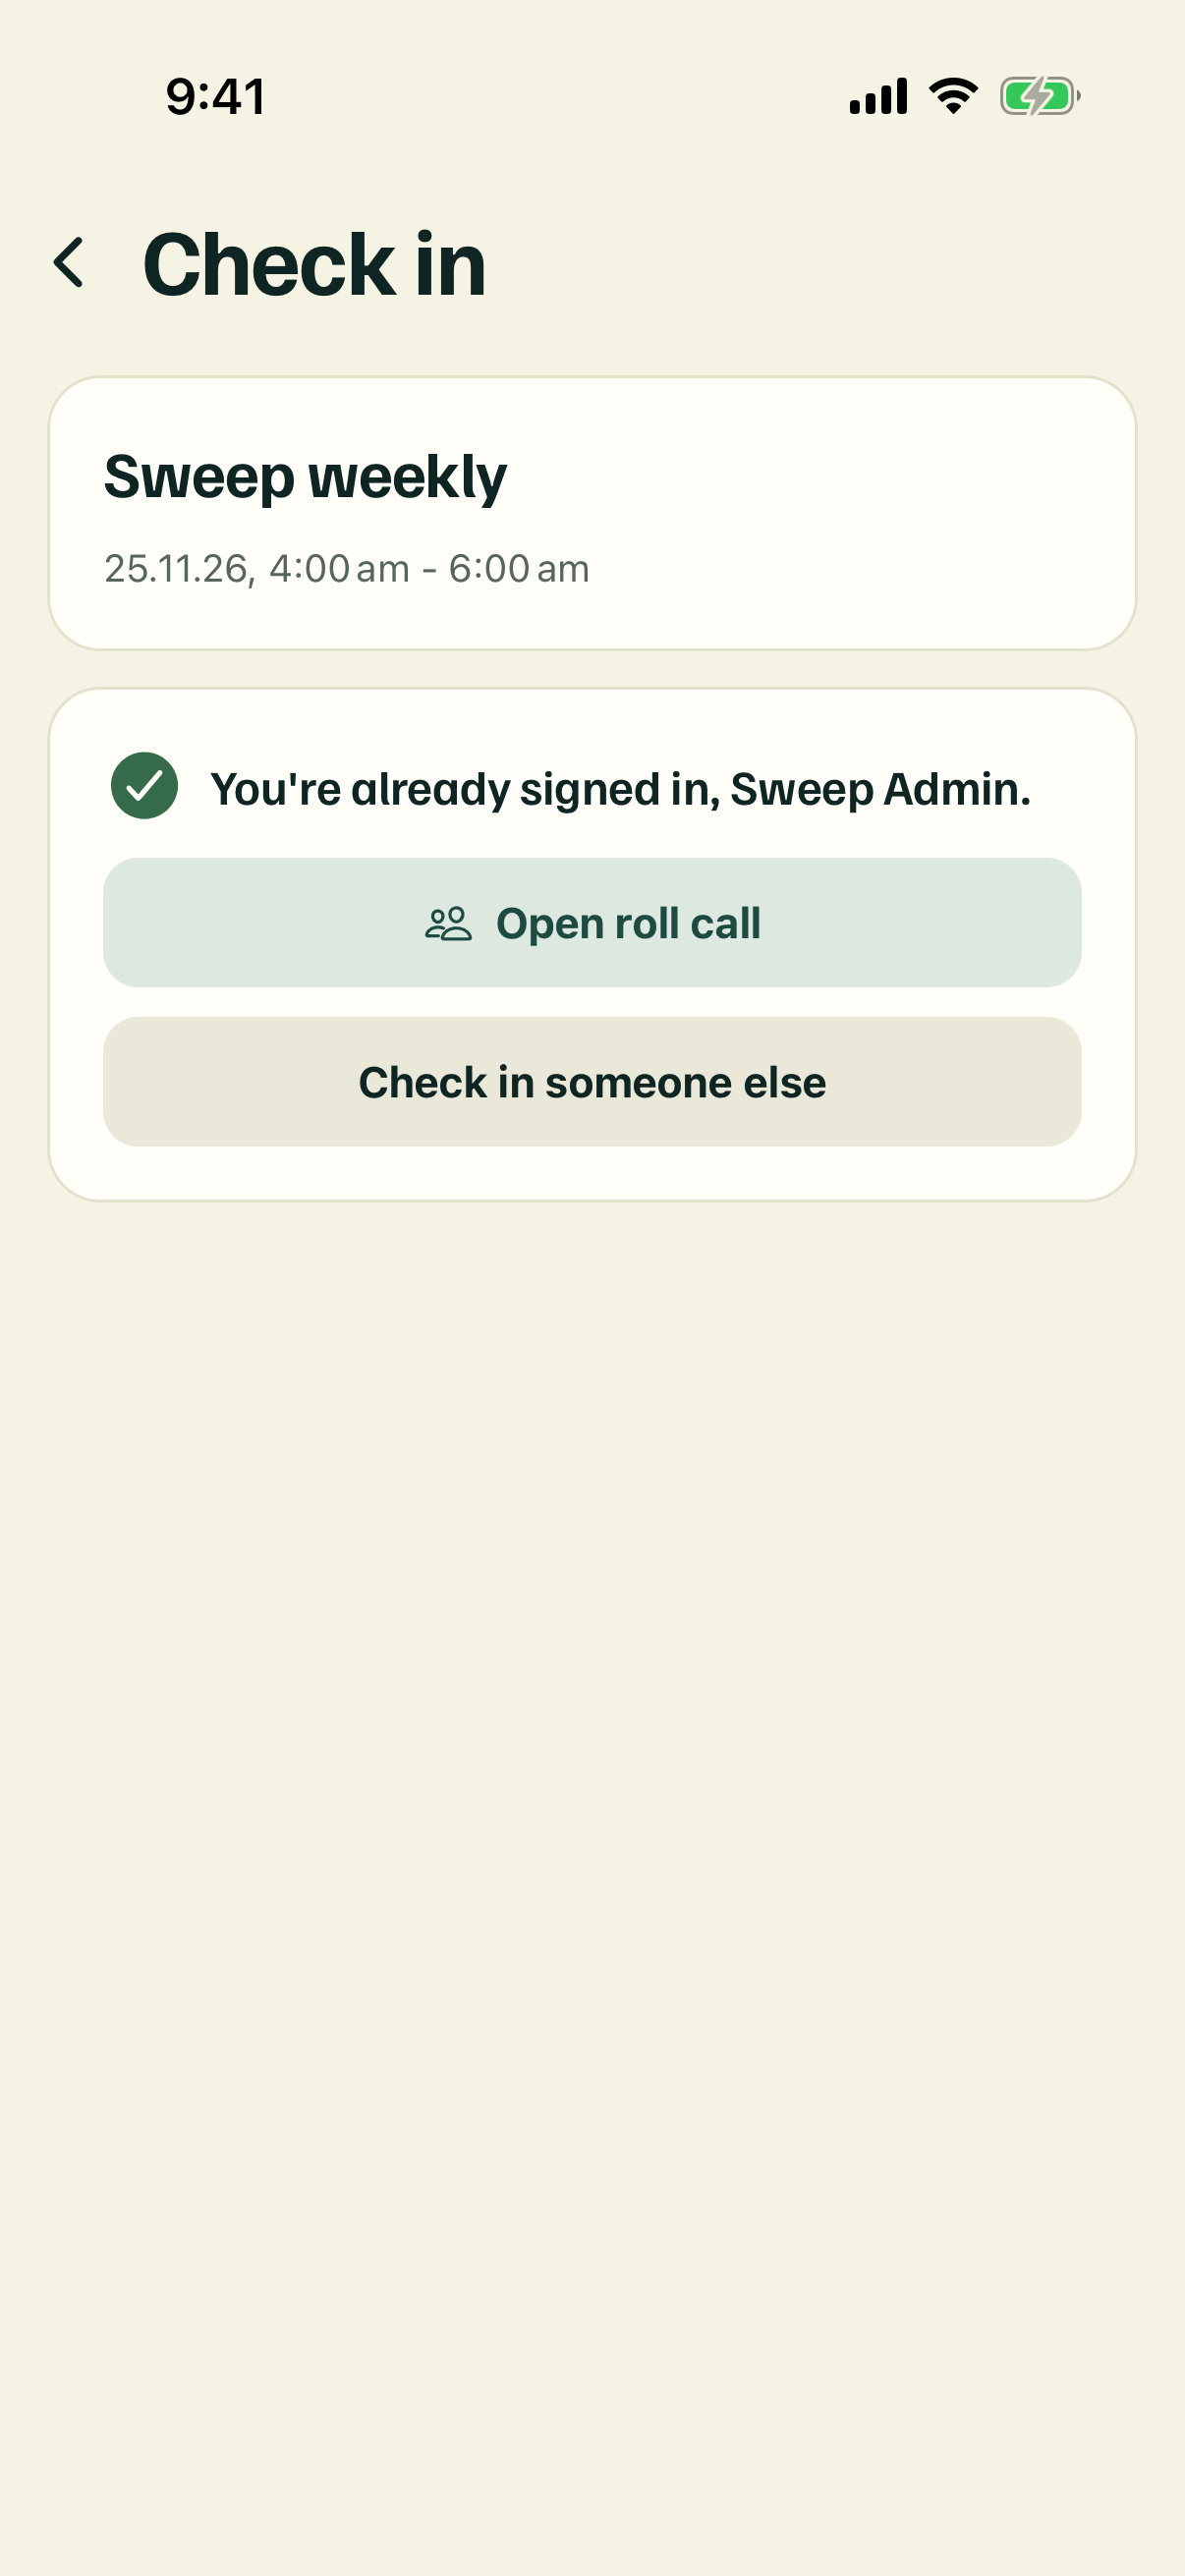 9:41
Check in
Sweep weekly
25.11.26, 4:00 am - 6:00 am
You're already signed in, Sweep Admin.
Open roll call
Check in someone else